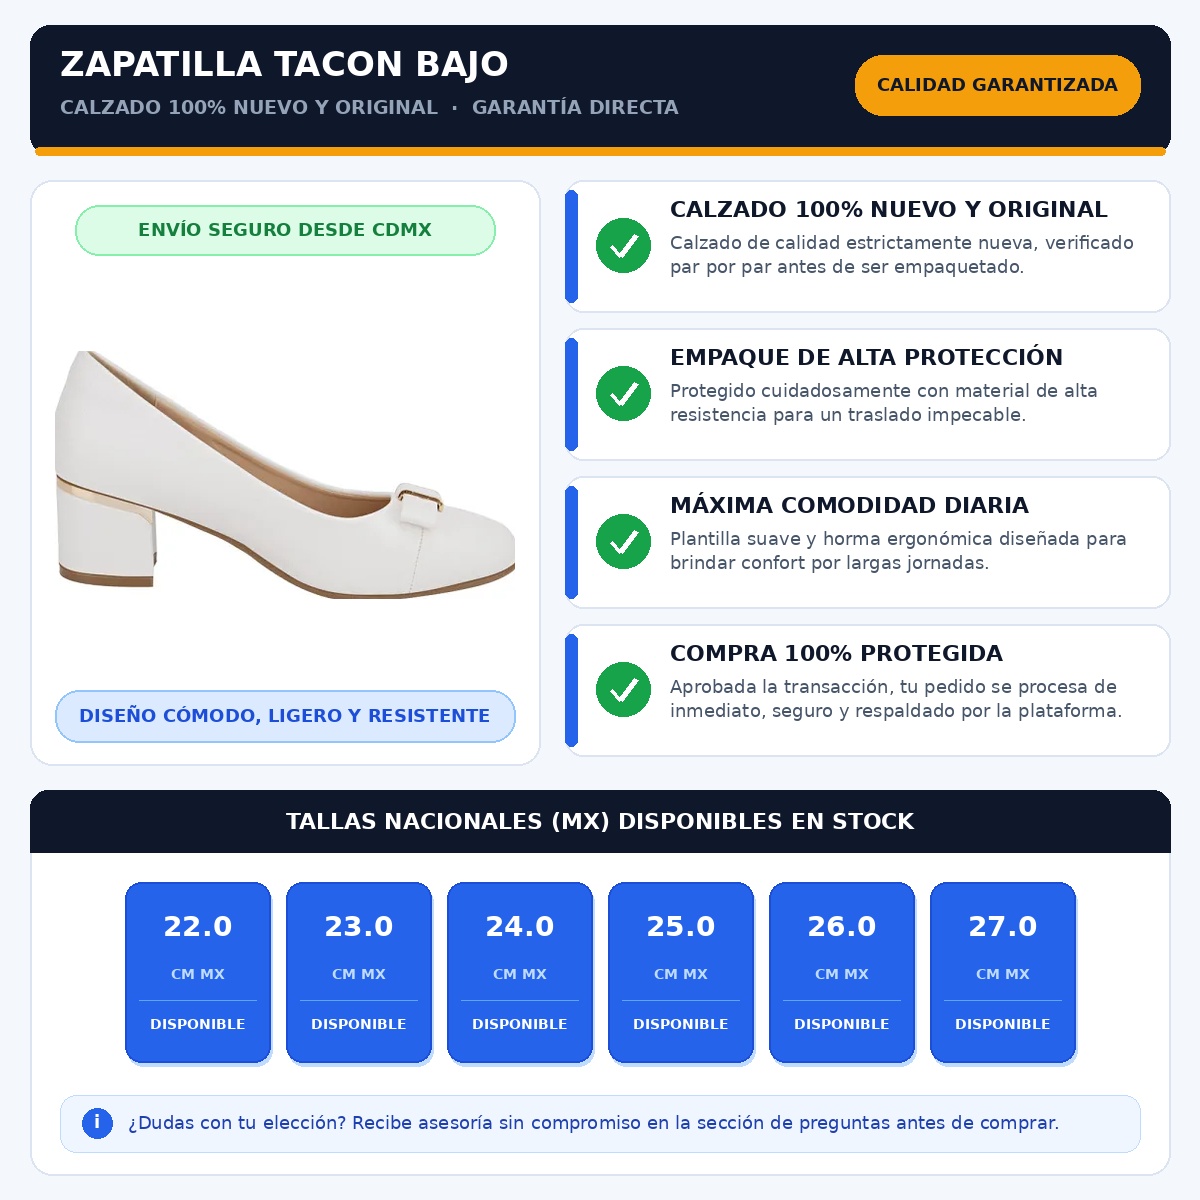 ZAPATILLA TACON BAJO
CALZADO 100% NUEVO Y ORIGINAL · GARANTÍA DIRECTA
CALIDAD GARANTIZADA
ENVÍO SEGURO DESDE CDMX
DISEÑO CÓMODO, LIGERO Y RESISTENTE
CALZADO 100% NUEVO Y ORIGINAL
Calzado de calidad estrictamente nueva, verificado
par por par antes de ser empaquetado.
EMPAQUE DE ALTA PROTECCIÓN
Protegido cuidadosamente con material de alta
resistencia para un traslado impecable.
MÁXIMA COMODIDAD DIARIA
Plantilla suave y horma ergonómica diseñada para
brindar confort por largas jornadas.
COMPRA 100% PROTEGIDA
Aprobada la transacción, tu pedido se procesa de
inmediato, seguro y respaldado por la plataforma.
TALLAS NACIONALES (MX) DISPONIBLES EN STOCK
22.0 23.0 24.0 25.0 26.0 27.0
CM MX CM MX CM MX CM MX CM MX CM MX
DISPONIBLE DISPONIBLE DISPONIBLE DISPONIBLE DISPONIBLE DISPONIBLE
i ¿Dudas con tu elección? Recibe asesoría sin compromiso en la sección de preguntas antes de comprar.